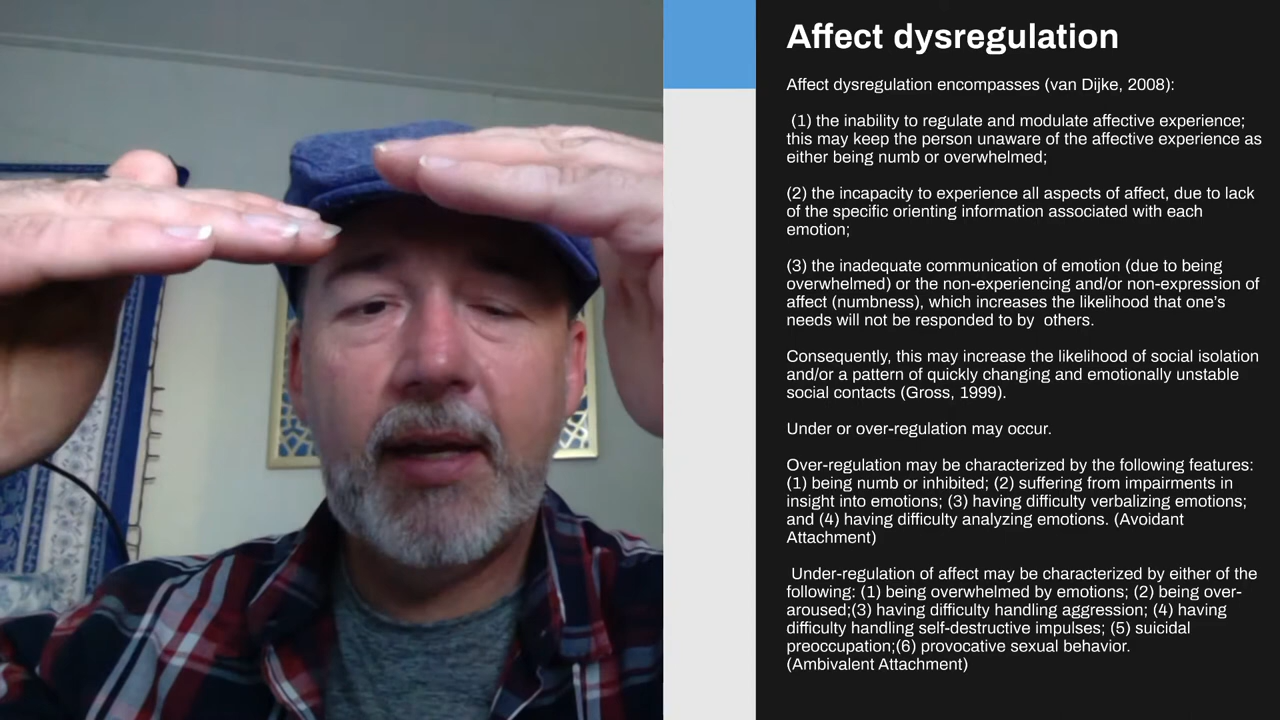 Affect dysregulation
Affect dysregulation encompasses (van Dijke, 2008):
(1) the inability to regulate and modulate affective experience;
this may keep the person unaware of the affective experience as
either being numb or overwhelmed;
(2) the incapacity to experience all aspects of affect, due to lack
of the specific orienting information associated with each
emotion;
(3) the inadequate communication of emotion (due to being
overwhelmed) or the non-experiencing and/or non-expression of
affect (numbness), which increases the likelihood that one's
needs will not be responded to by  others.
Consequently, this may increase the likelihood of social isolation
and/or a pattern of quickly changing and emotionally unstable
social contacts (Gross, 1999).
Under or over-regulation may occur.
Over-regulation may be characterized by the following features:
(1) being numb or inhibited; (2) suffering from impairments in
insight into emotions; (3) having difficulty verbalizing emotions;
and (4) having difficulty analyzing emotions. (Avoidant
Attachment)
Under-regulation of affect may be characterized by either of the
following: (1) being overwhelmed by emotions; (2) being over-
aroused;(3) having difficulty handling aggression; (4) having
difficulty handling self-destructive impulses; (5) suicidal
preoccupation;(6) provocative sexual behavior.
(Ambivalent Attachment)